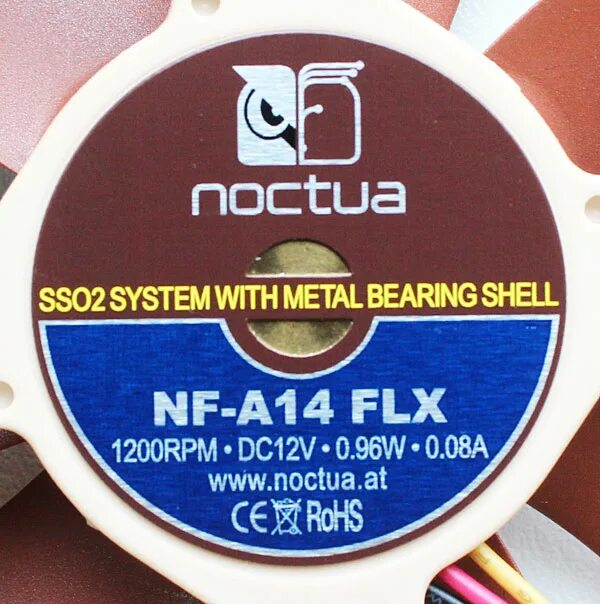 noctua
SSO2 SYSTEM WITH METAL BEARING SHELL
NF-A14 FLX
1200RPM • DC12V • 0.96W • 0.08A
www.noctua.at
CE RoHS